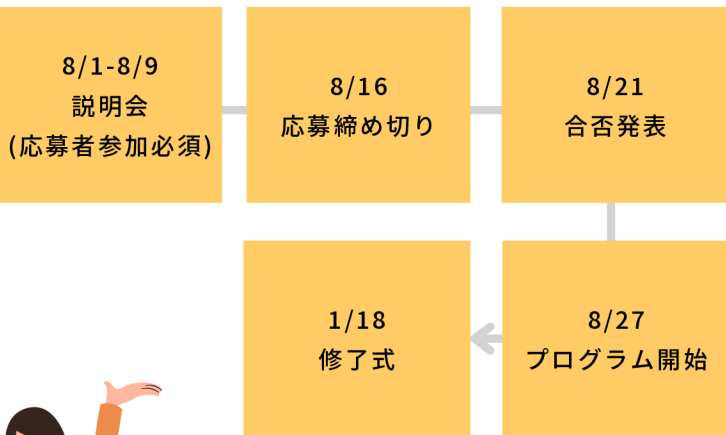 8/1-8/9
説明会
(応募者参加必須)
8/16
応募締め切り
8/21
合否発表
8/27
プログラム開始
1/18
修了式